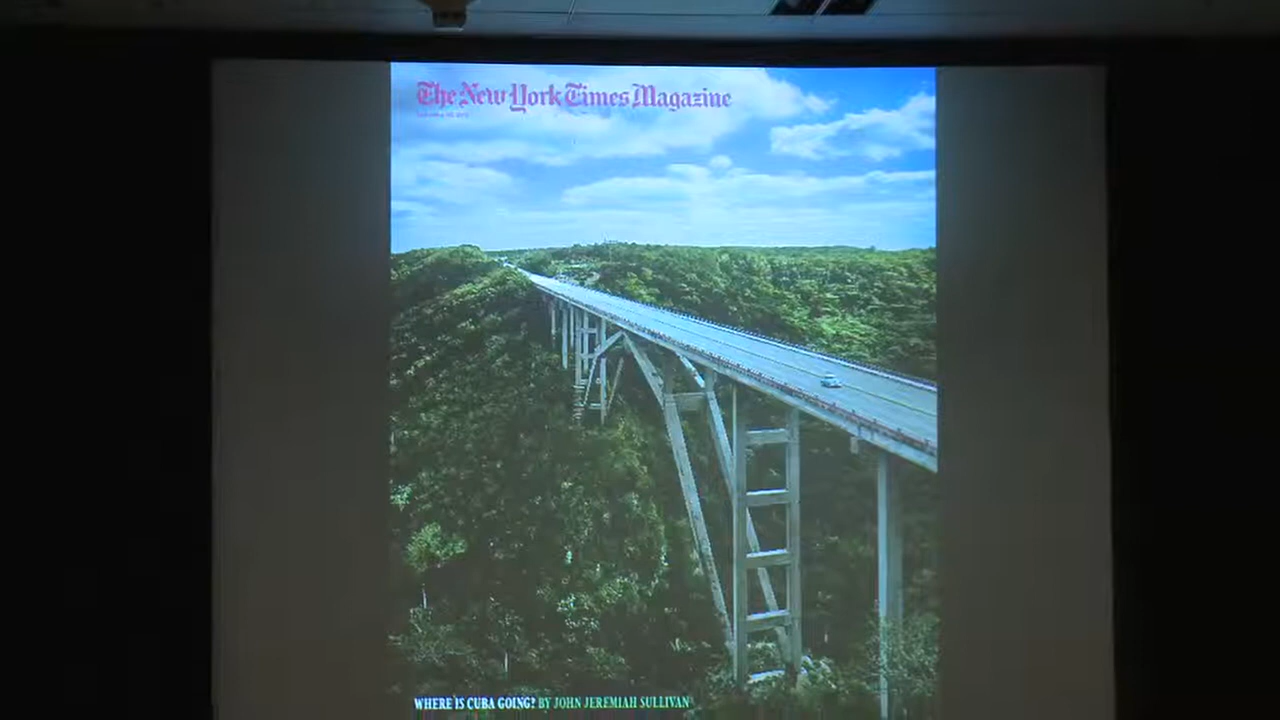 The New York Times Magazine
WHERE IS CUBA GOING? BY JOHN JEREMIAH SULLIVAN